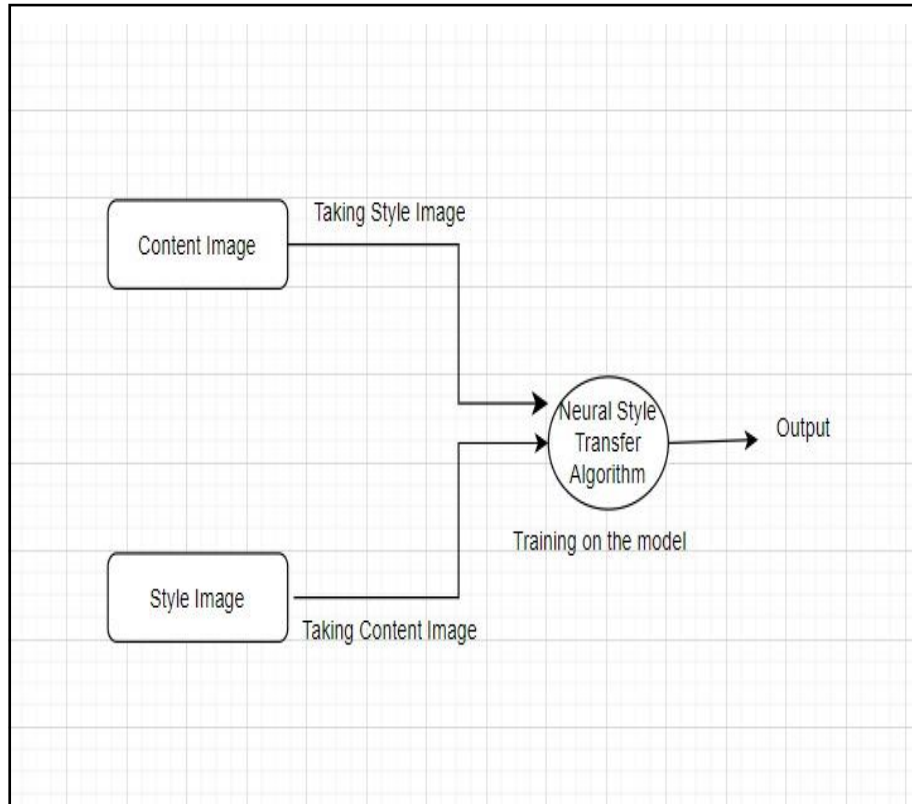 Taking Style Image
Content Image
Neural Style
Transfer
Algorithm
Output
Training on the model
Style Image
Taking Content Image